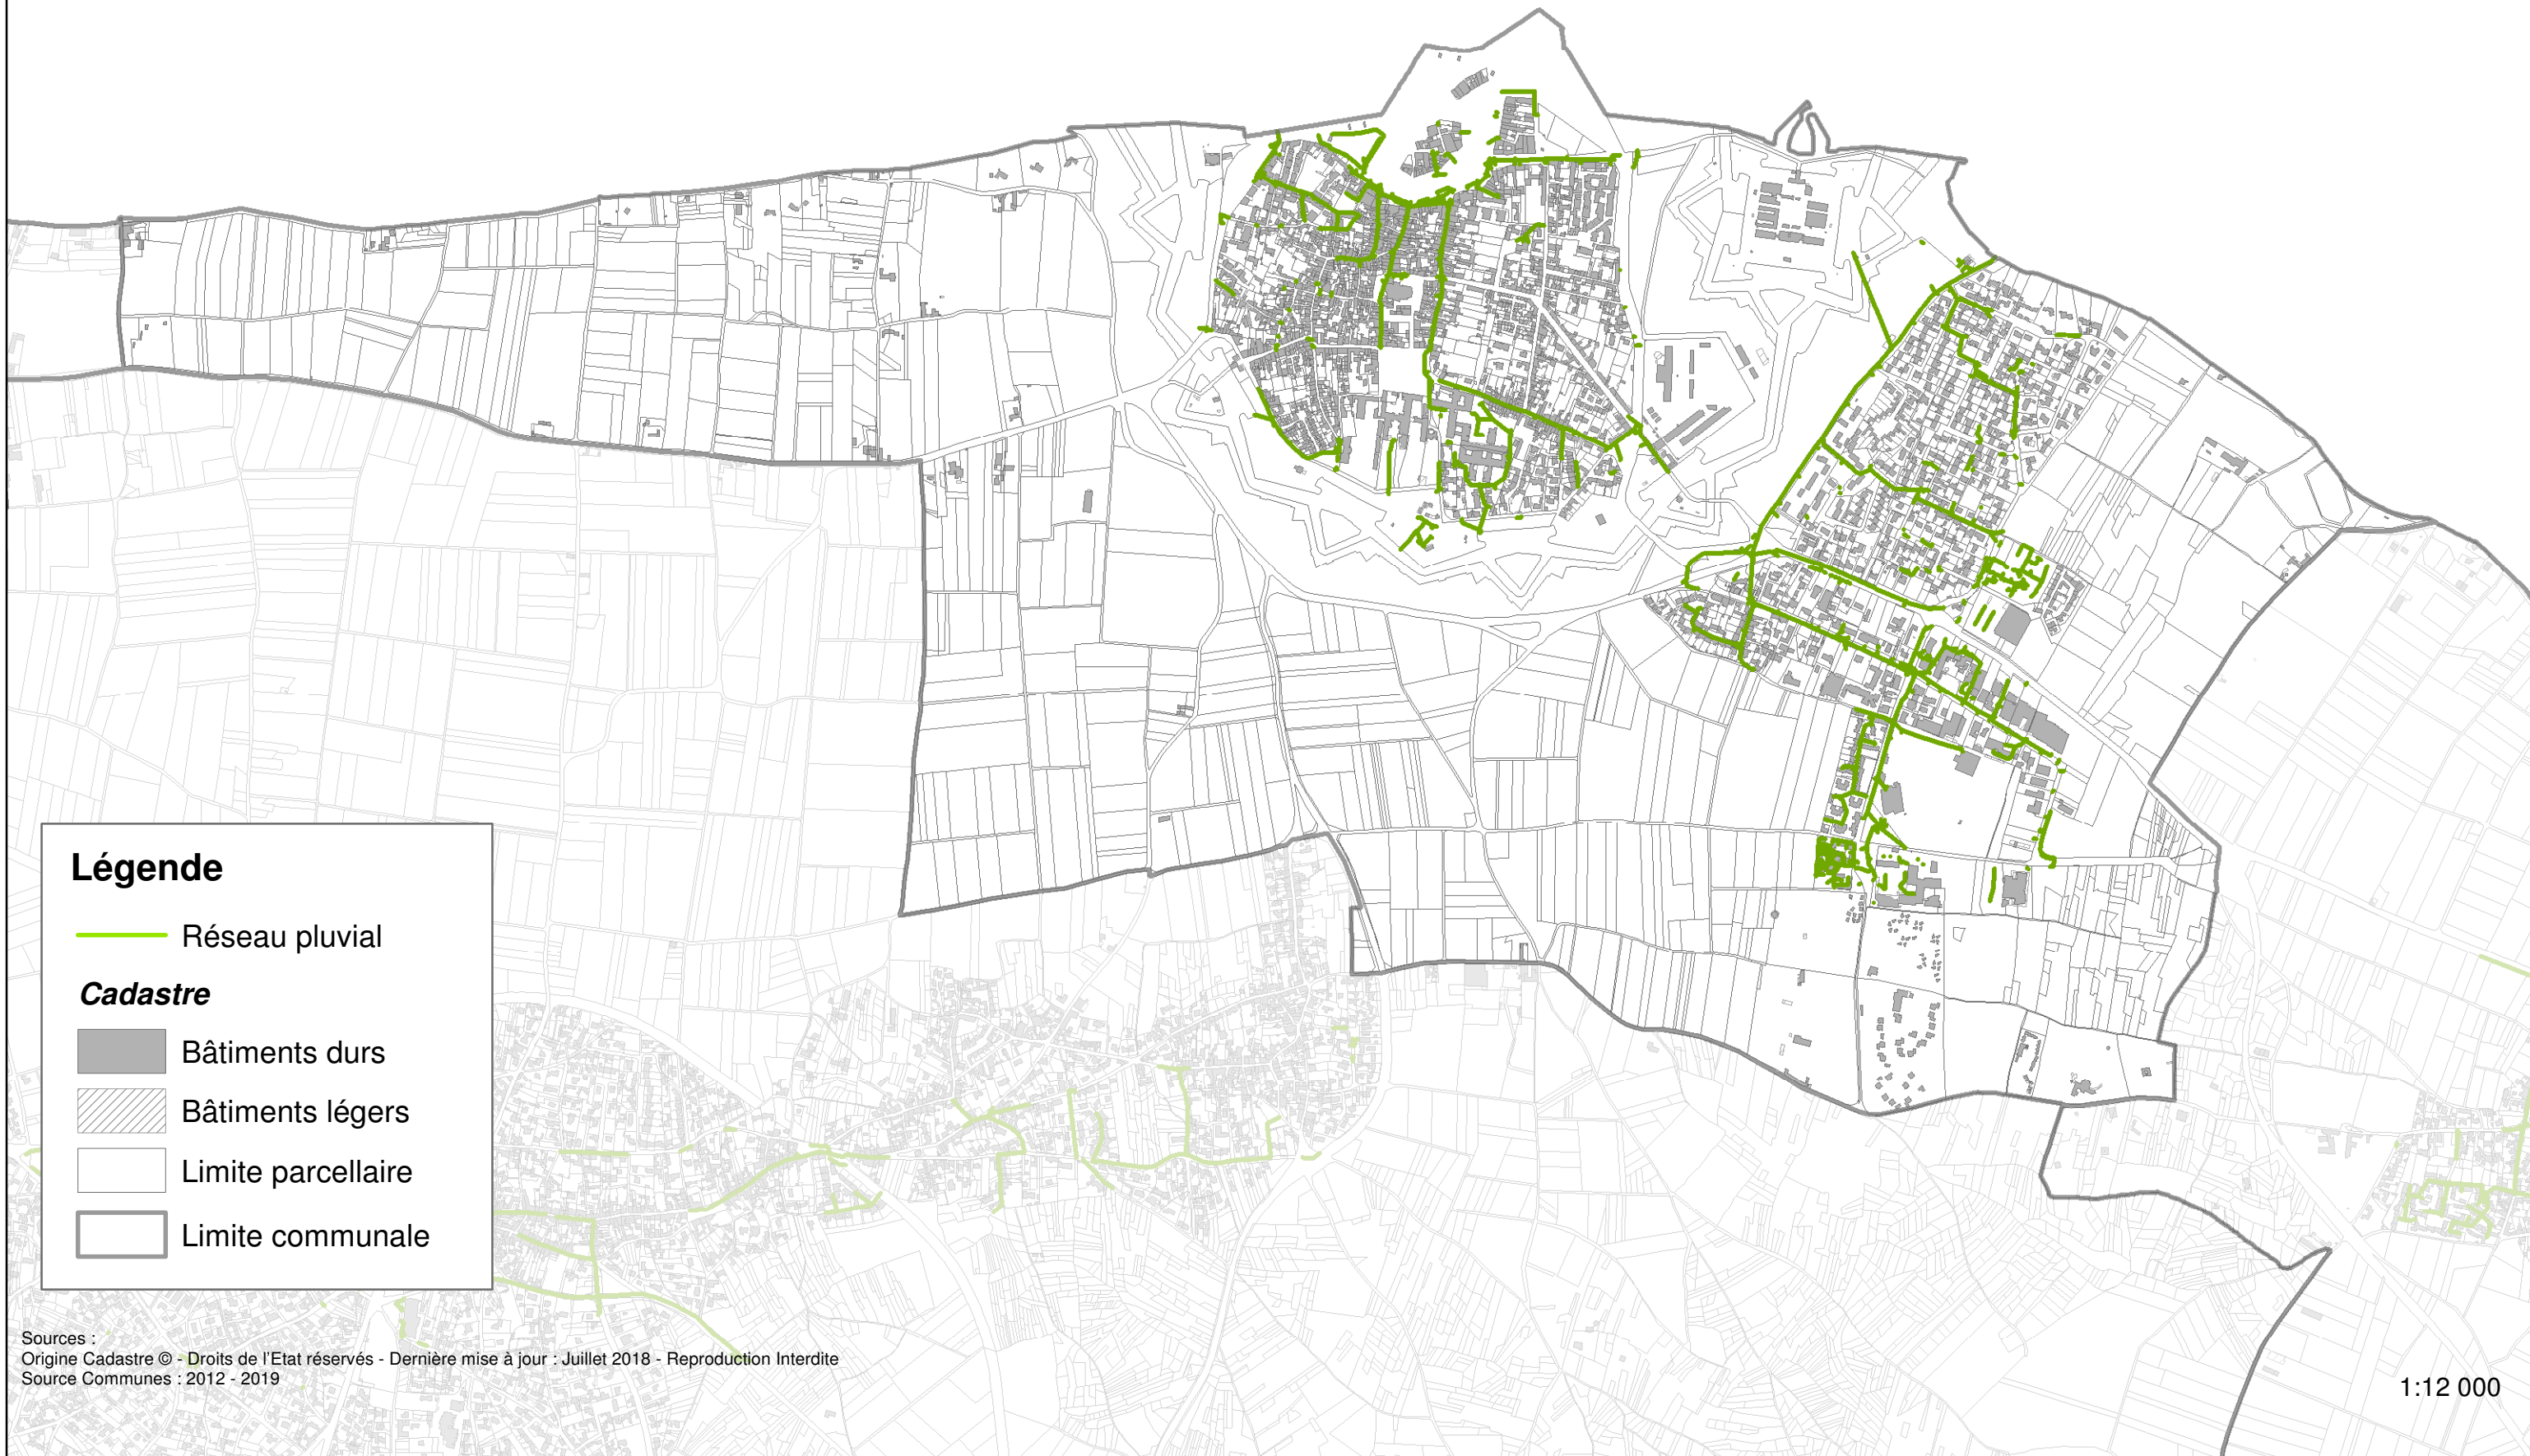 Légende
Réseau pluvial
Cadastre
Bâtiments durs
Bâtiments légers
Limite parcellaire
Limite communale
Sources :
Origine Cadastre © - Droits de l'Etat réservés - Dernière mise à jour : Juillet 2018 - Reproduction Interdite
Source Communes : 2012 - 2019
1:12 000